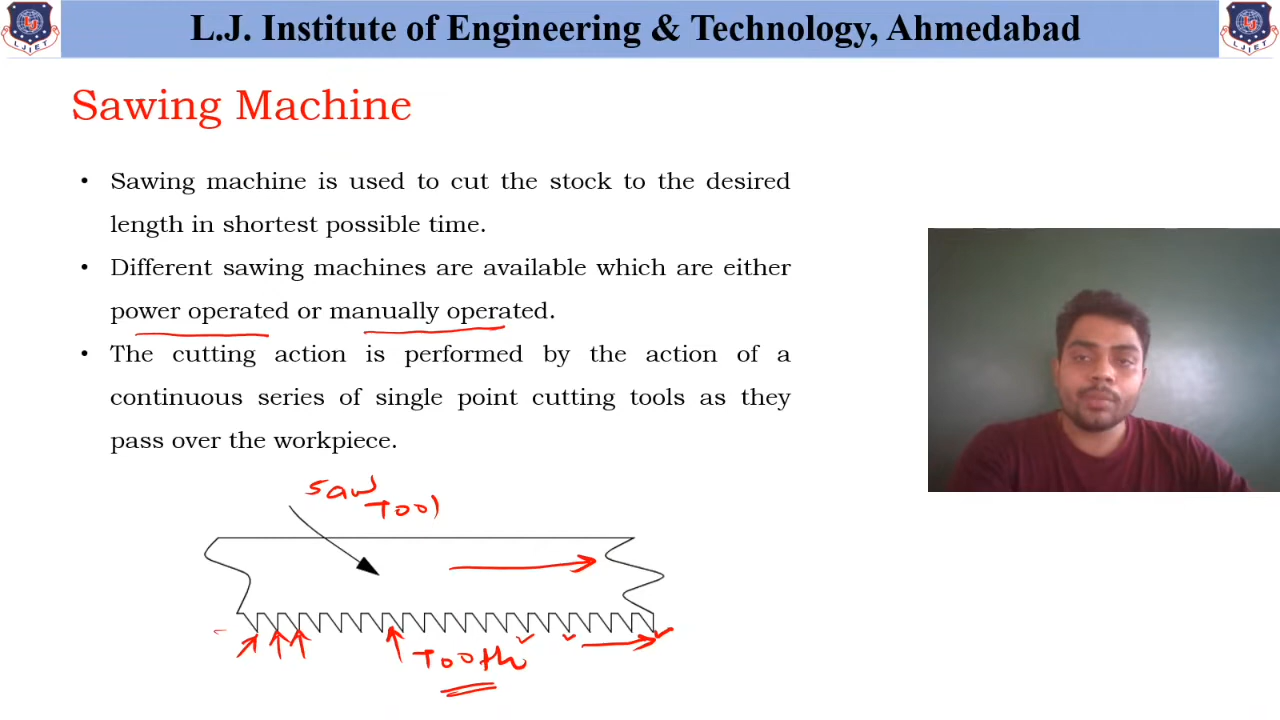 L.J. Institute of Engineering & Technology, Ahmedabad
LJIET
LJIET
Sawing Machine
• Sawing machine is used to cut the stock to the desired
length in shortest possible time.
• Different sawing machines are available which are either
power operated or manually operated.
• The cutting action is performed by the action of a
continuous series of single point cutting tools as they
pass over the workpiece.
Saw
Tool
Tooth